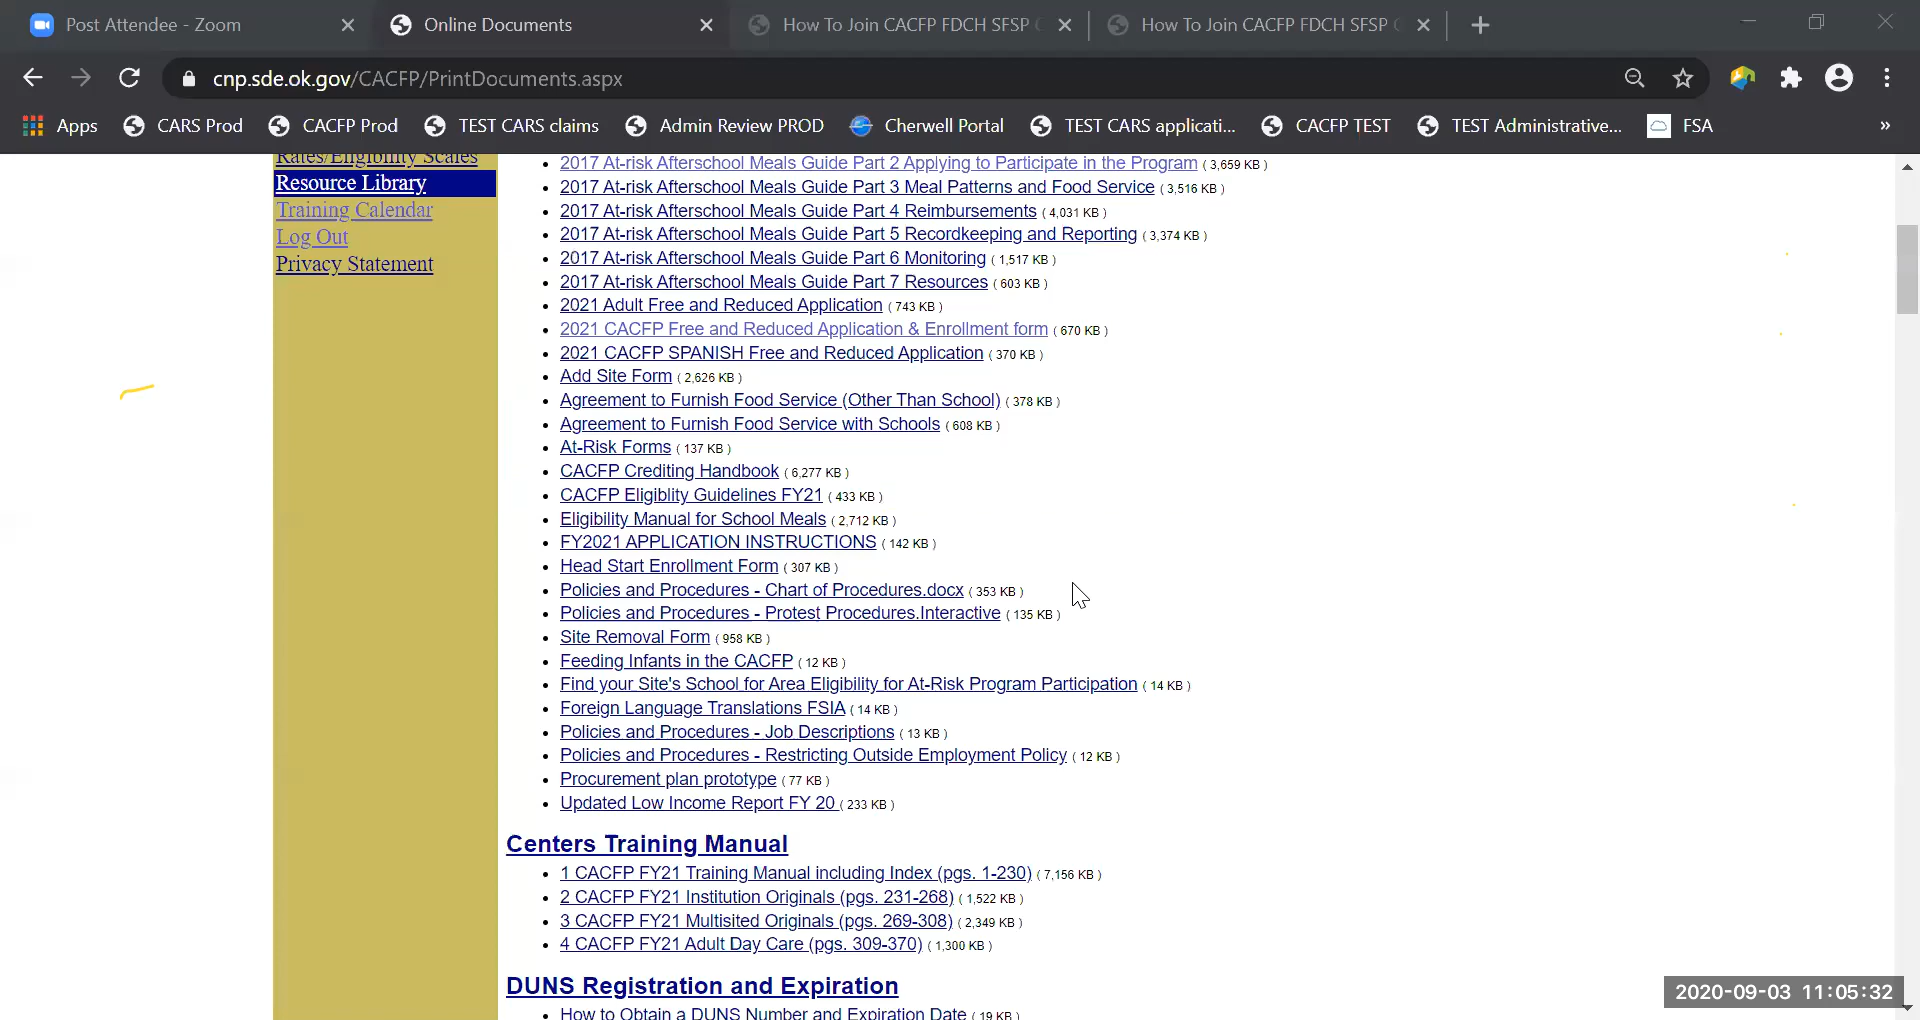 Post Attendee - Zoom
Online Documents
How To Join CACFP FDCH SFSP
How To Join CACFP FDCH SFSP
cnp.sde.ok.gov/CACFP/PrintDocuments.aspx
Apps
CARS Prod
CACFP Prod
TEST CARS claims
Admin Review PROD
Cherwell Portal
TEST CARS applicati...
CACFP TEST
TEST Administrative...
FSA
»
Rates/Eligibility Scales
Resource Library
Training Calendar
Log Out
Privacy Statement
2017 At-risk Afterschool Meals Guide Part 2 Applying to Participate in the Program ( 3,659 KB )
2017 At-risk Afterschool Meals Guide Part 3 Meal Patterns and Food Service ( 3,516 KB )
2017 At-risk Afterschool Meals Guide Part 4 Reimbursements ( 4,031 KB )
2017 At-risk Afterschool Meals Guide Part 5 Recordkeeping and Reporting ( 3,374 KB )
2017 At-risk Afterschool Meals Guide Part 6 Monitoring ( 1,517 KB )
2017 At-risk Afterschool Meals Guide Part 7 Resources ( 603 KB )
2021 Adult Free and Reduced Application ( 743 KB )
2021 CACFP Free and Reduced Application & Enrollment form ( 670 KB )
2021 CACFP SPANISH Free and Reduced Application ( 370 KB )
Add Site Form ( 2,626 KB )
Agreement to Furnish Food Service (Other Than School) ( 378 KB )
Agreement to Furnish Food Service with Schools ( 608 KB )
At-Risk Forms ( 137 KB )
CACFP Crediting Handbook ( 6,277 KB )
CACFP Eligiblity Guidelines FY21 ( 433 KB )
Eligibility Manual for School Meals ( 2,712 KB )
FY2021 APPLICATION INSTRUCTIONS ( 142 KB )
Head Start Enrollment Form ( 307 KB )
Policies and Procedures - Chart of Procedures.docx ( 353 KB )
Policies and Procedures - Protest Procedures.Interactive ( 135 KB )
Site Removal Form ( 958 KB )
Feeding Infants in the CACFP ( 12 KB )
Find your Site's School for Area Eligibility for At-Risk Program Participation ( 14 KB )
Foreign Language Translations FSIA ( 14 KB )
Policies and Procedures - Job Descriptions ( 13 KB )
Policies and Procedures - Restricting Outside Employment Policy ( 12 KB )
Procurement plan prototype ( 77 KB )
Updated Low Income Report FY 20 ( 233 KB )
Centers Training Manual
1 CACFP FY21 Training Manual including Index (pgs. 1-230) ( 7,156 KB )
2 CACFP FY21 Institution Originals (pgs. 231-268) ( 1,522 KB )
3 CACFP FY21 Multisited Originals (pgs. 269-308) ( 2,349 KB )
4 CACFP FY21 Adult Day Care (pgs. 309-370) ( 1,300 KB )
DUNS Registration and Expiration
How to Obtain a DUNS Number and Expiration Date ( 19 KB )
2020-09-03 11:05:32